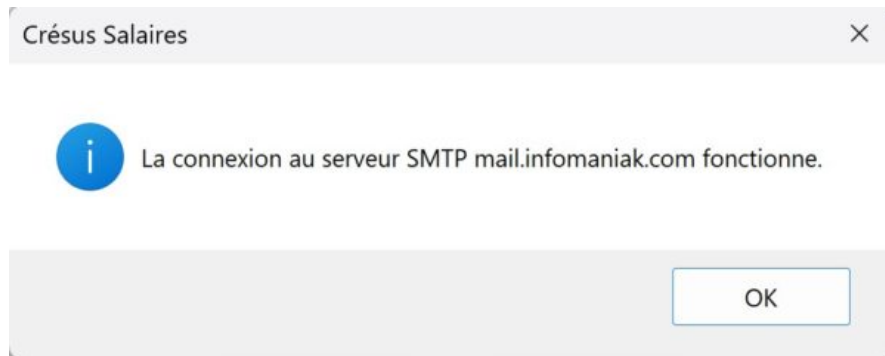 Crésus Salaires
La connexion au serveur SMTP mail.infomaniak.com fonctionne.
OK